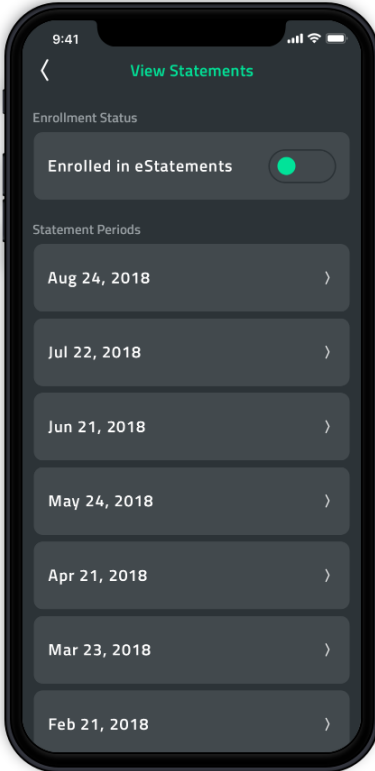 9:41
View Statements
Enrollment Status
Enrolled in eStatements
Statement Periods
Aug 24, 2018
Jul 22, 2018
Jun 21, 2018
May 24, 2018
Apr 21, 2018
Mar 23, 2018
Feb 21, 2018